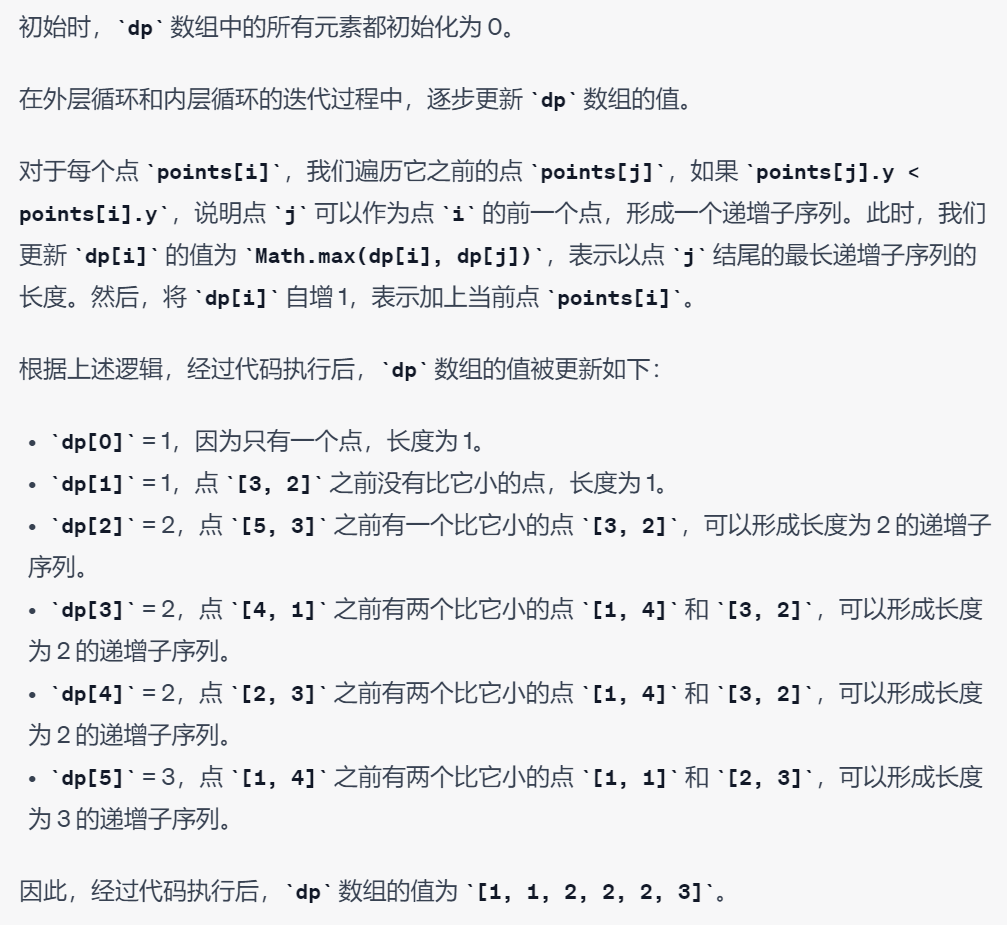 初始时，`dp` 数组中的所有元素都初始化为 0。
在外层循环和内层循环的迭代过程中，逐步更新 `dp` 数组的值。
对于每个点 `points[i]`，我们遍历它之前的点 `points[j]`，如果 `points[j].y <
points[i].y`，说明点 `j` 可以作为点 `i` 的前一个点，形成一个递增子序列。此时，我们
更新 `dp[i]` 的值为 `Math.max(dp[i], dp[j])`，表示以点 `j` 结尾的最长递增子序列的
长度。然后，将 `dp[i]` 自增 1，表示加上当前点 `points[i]`。
根据上述逻辑，经过代码执行后，`dp` 数组的值被更新如下：
• `dp[0]` = 1，因为只有一个点，长度为 1。
• `dp[1]` = 1，点 `[3, 2]` 之前没有比它小的点，长度为 1。
• `dp[2]` = 2，点 `[5, 3]` 之前有一个比它小的点 `[3, 2]`，可以形成长度为 2 的递增子
序列。
• `dp[3]` = 2，点 `[4, 1]` 之前有两个比它小的点 `[1, 4]` 和 `[3, 2]`，可以形成长度
为 2 的递增子序列。
• `dp[4]` = 2，点 `[2, 3]` 之前有两个比它小的点 `[1, 4]` 和 `[3, 2]`，可以形成长度
为 2 的递增子序列。
• `dp[5]` = 3，点 `[1, 4]` 之前有两个比它小的点 `[1, 1]` 和 `[2, 3]`，可以形成长度
为 3 的递增子序列。
因此，经过代码执行后，`dp` 数组的值为 `[1, 1, 2, 2, 2, 3]`。